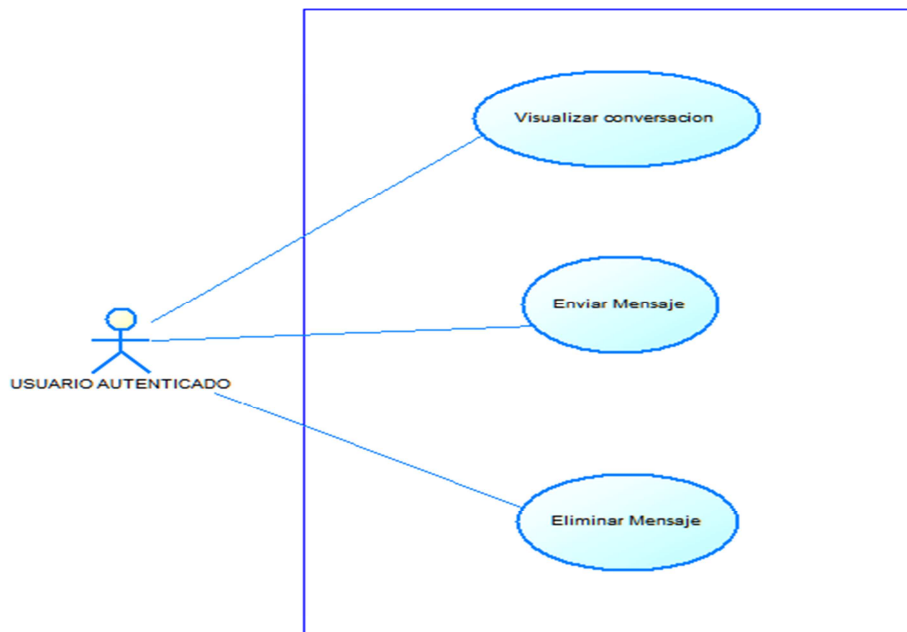 Visualizar conversacion
Enviar Mensaje
USUARIO AUTENTICADO
Eliminar Mensaje